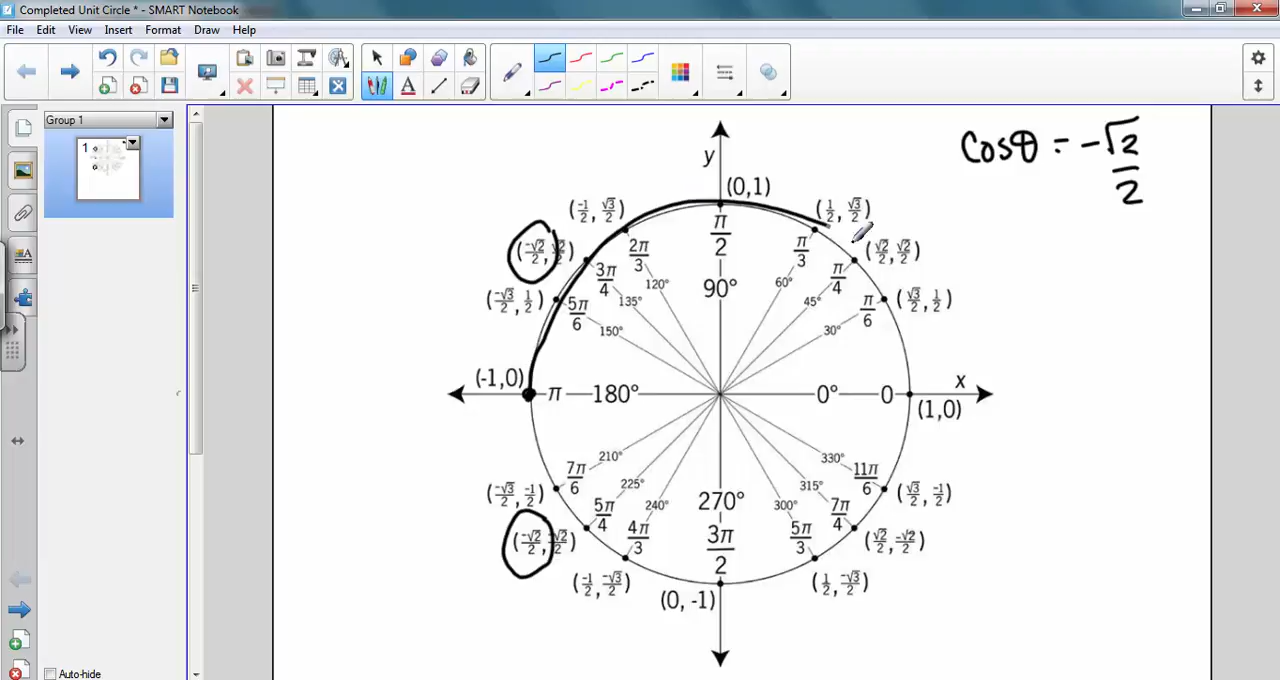 Completed Unit Circle * - SMART Notebook
File Edit View Insert Format Draw Help
Group 1
1
cosθ = -√2/2
y
(0,1)
(-1/2, √3/2)
(1/2, √3/2)
(-√2/2, √2/2)
(√2/2, √2/2)
(-√3/2, 1/2)
(√3/2, 1/2)
π/2
2π/3
π/3
3π/4
π/4
5π/6
π/6
120°
90°
60°
135°
45°
150°
30°
(-1,0)
π
180°
0°
0
x
(1,0)
210°
330°
225°
315°
240°
270°
300°
7π/6
11π/6
5π/4
7π/4
4π/3
3π/2
5π/3
(-√3/2, -1/2)
(√3/2, -1/2)
(-√2/2, -√2/2)
(√2/2, -√2/2)
(-1/2, -√3/2)
(1/2, -√3/2)
(0, -1)
Auto-hide